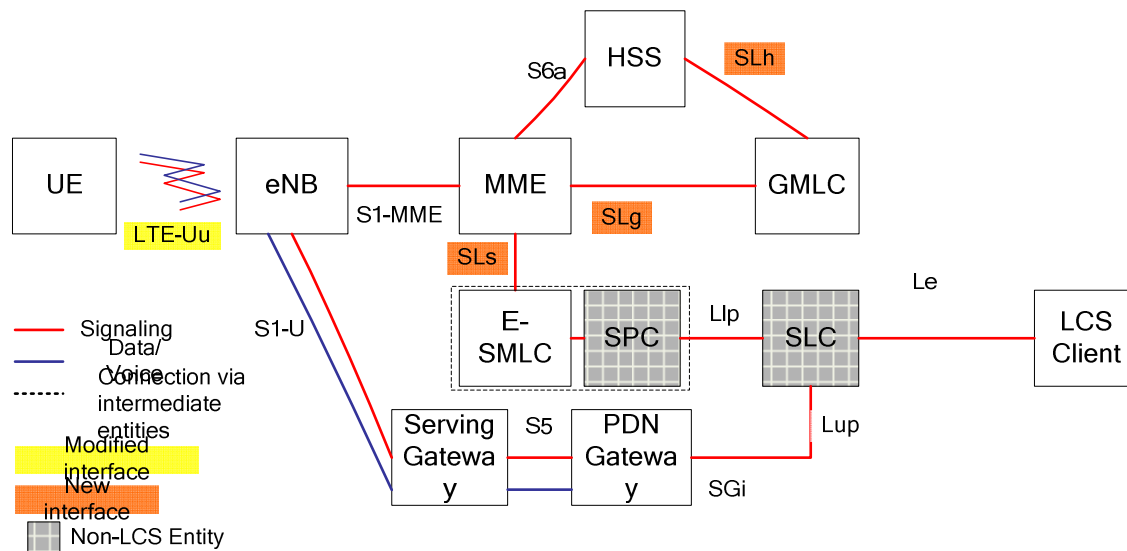 HSS
S6a
SLh
UE
eNB
MME
GMLC
S1-MME
SLg
LTE-Uu
SLs
Le
E-
SMLC
SPC
Llp
SLC
LCS
Client
S1-U
Signaling
Data/
Voice
Connection via
intermediate
entities
Serving
Gatewa
y
S5
PDN
Gatewa
y
Lup
SGi
Modified
interface
New
interface
Non-LCS Entity